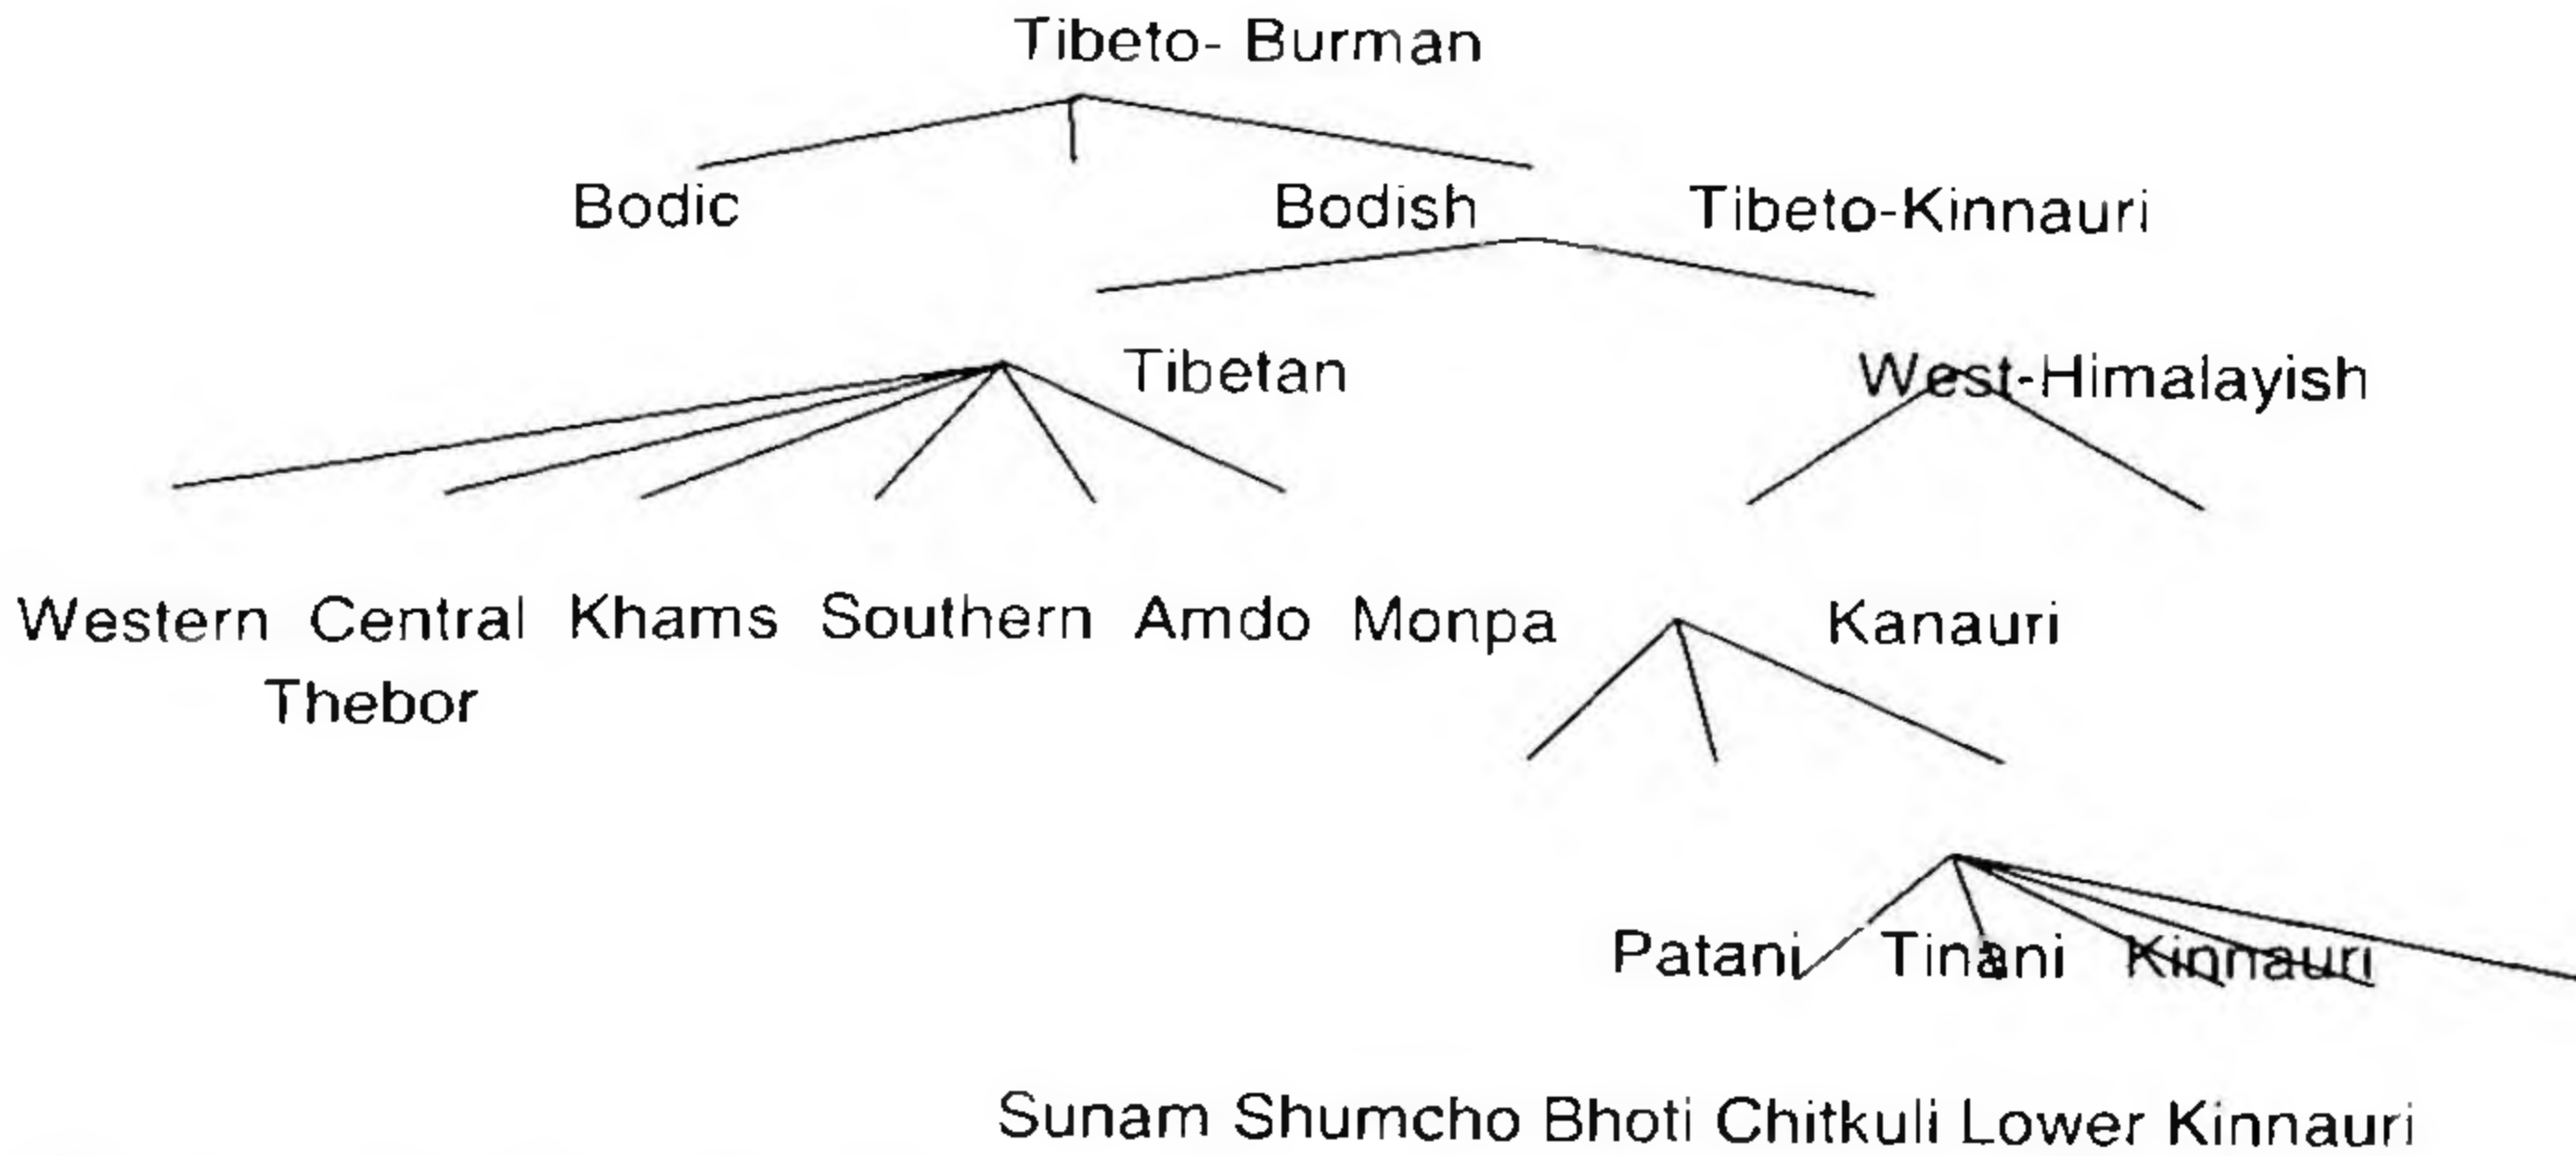 Tibeto- Burman
Bodic Bodish Tibeto-Kinnauri
Tibetan West-Himalayish
Western Central Khams Southern Amdo Monpa Kanauri
Thebor
Patani Tinani Kinnauri
Sunam Shumcho Bhoti Chitkuli Lower Kinnauri